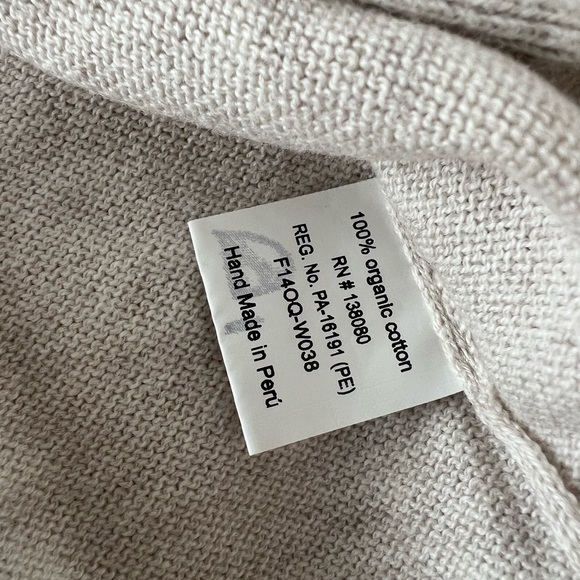 100% organic cotton
RN # 138080
REG. No. PA-16191 (PE)
F14OQ-W038
Hand Made in Perú